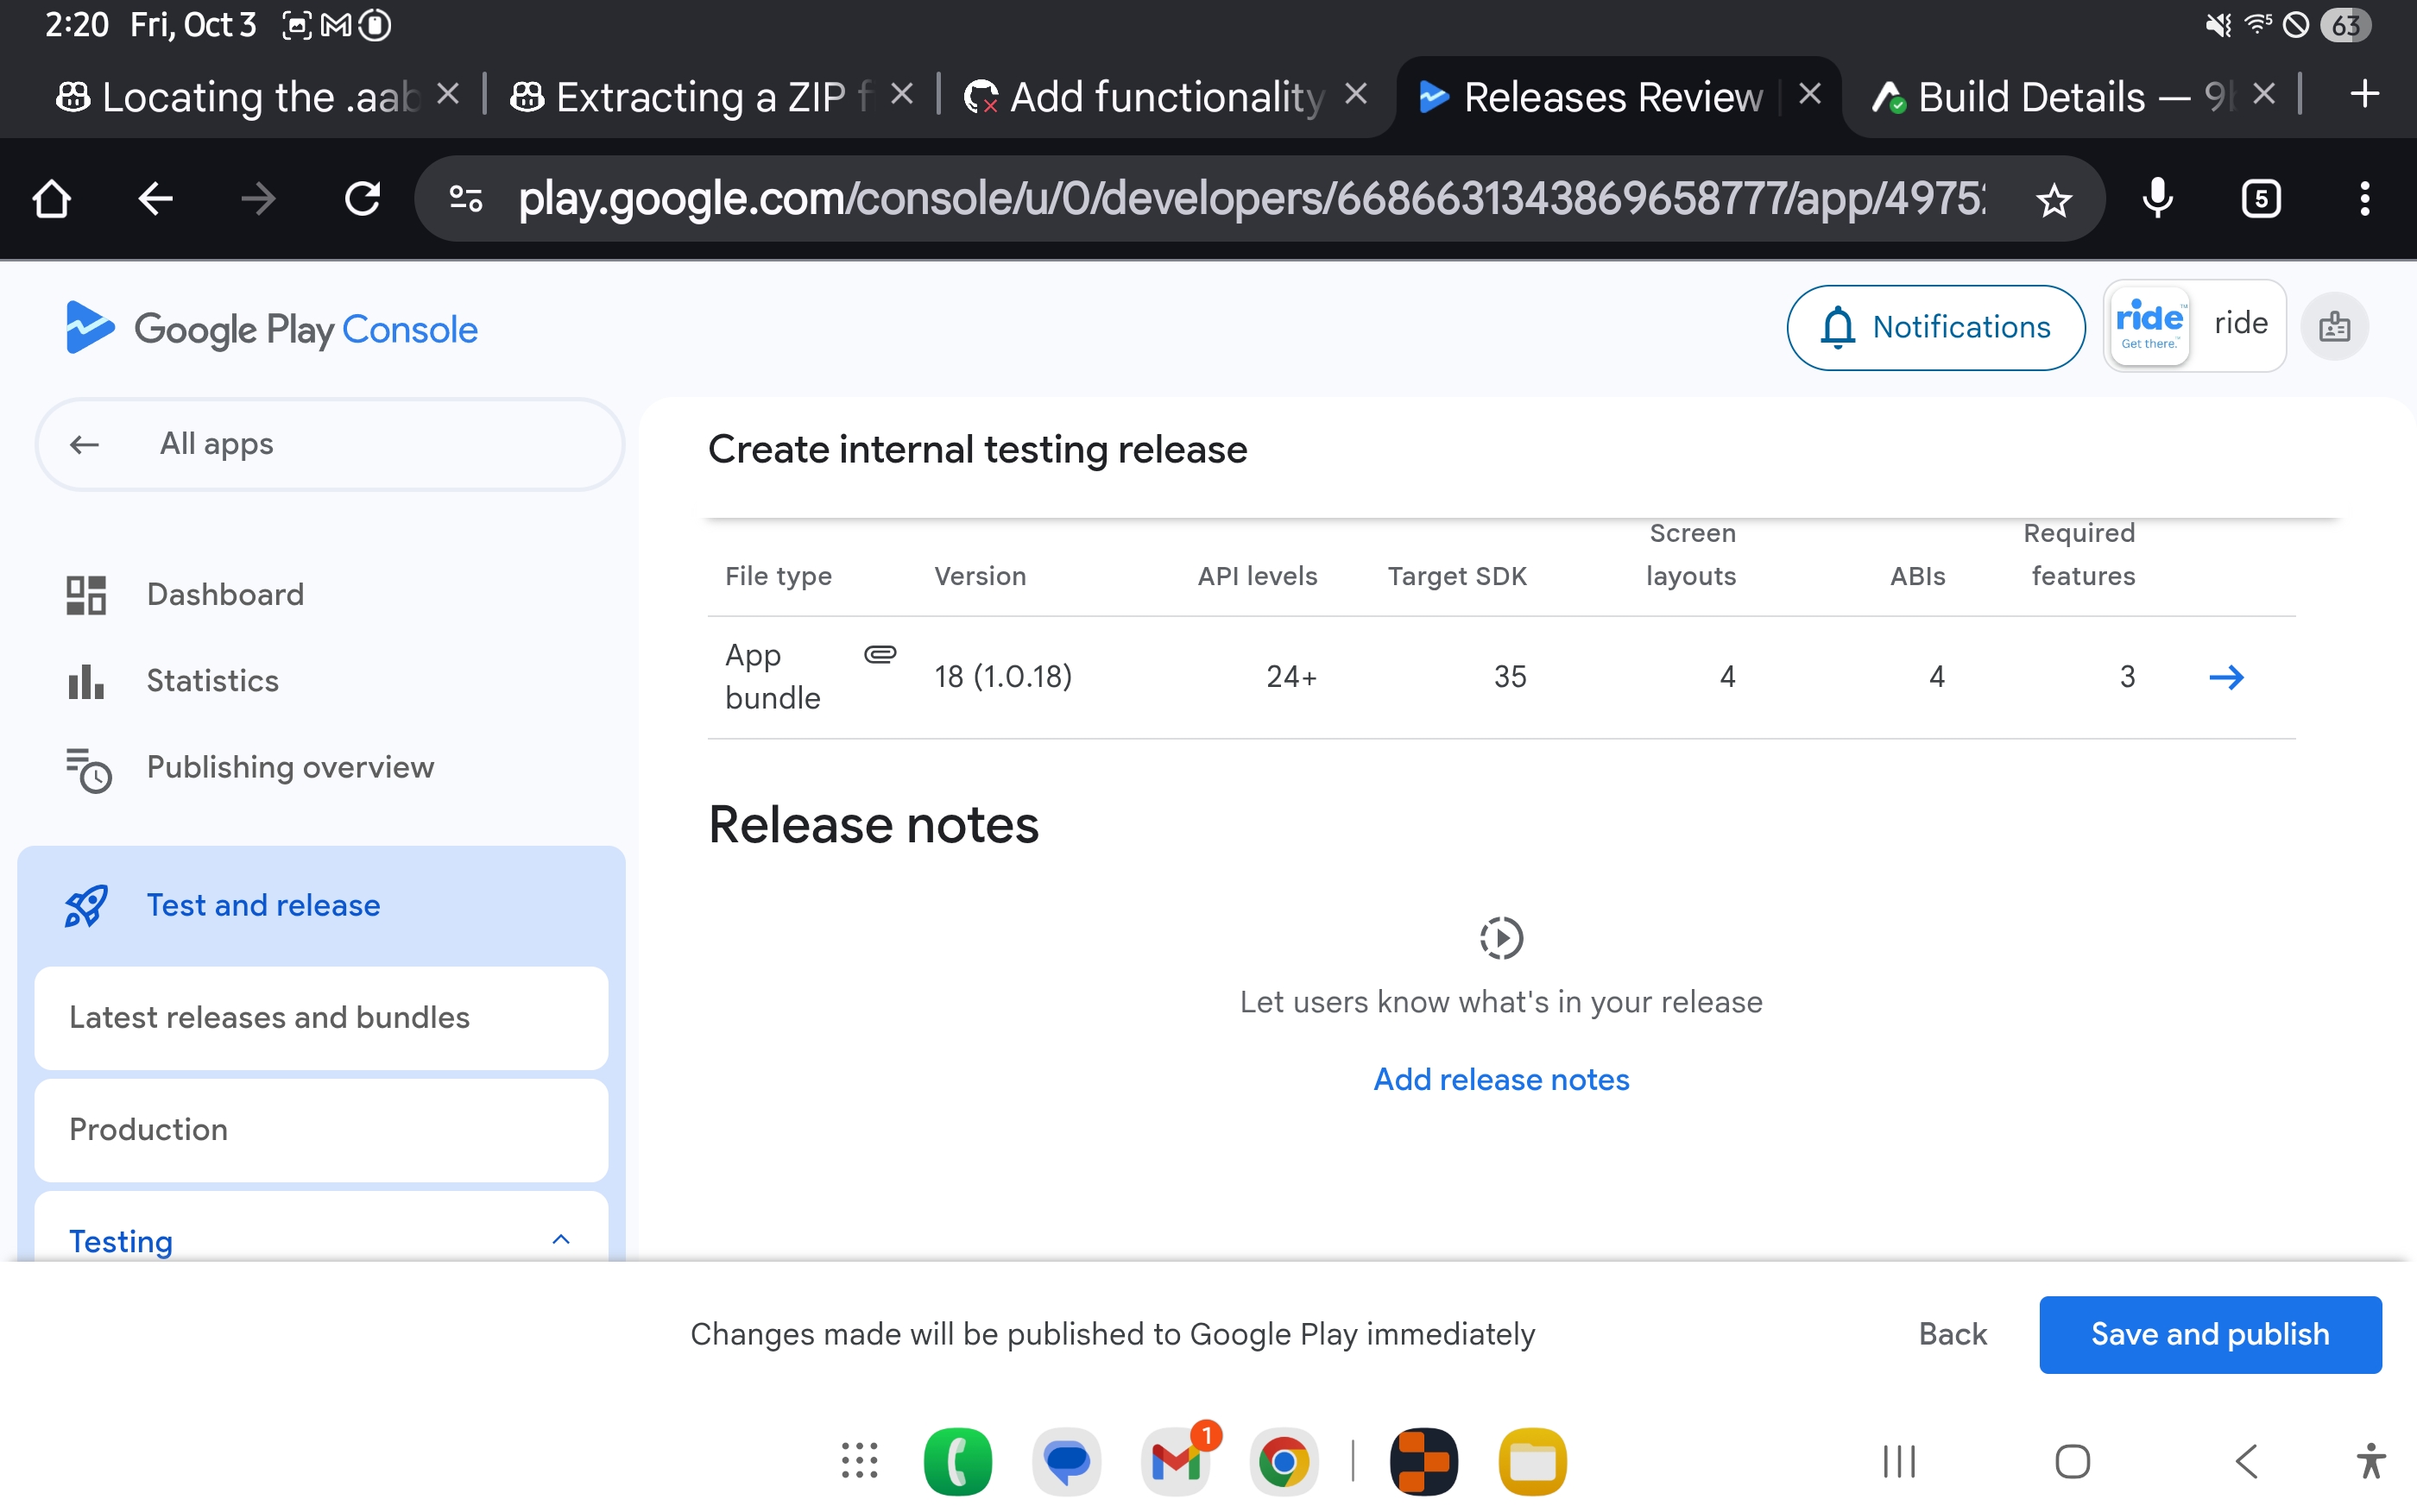 2:20 Fri, Oct 3
63
Locating the .aab
Extracting a ZIP f
Add functionality
Releases Review
Build Details — 9
play.google.com/console/u/0/developers/6686631343869658777/app/4975
5
Google Play Console
Notifications
ride
Get there.
ride
All apps
Dashboard
Statistics
Publishing overview
Test and release
Latest releases and bundles
Production
Testing
Create internal testing release
File type Version API levels Target SDK Screen layouts ABIs Required features
App bundle 18 (1.0.18) 24+ 35 4 4 3
Release notes
Let users know what's in your release
Add release notes
Changes made will be published to Google Play immediately
Back
Save and publish
1